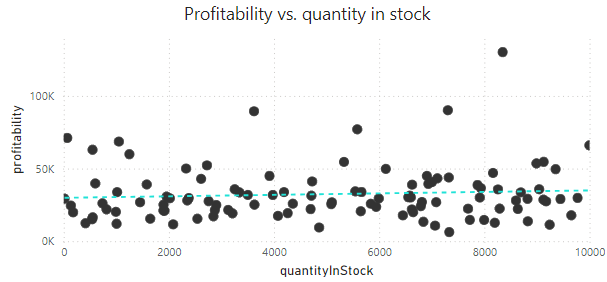 Profitability vs. quantity in stock
profitability
100K
50K
0K
0
2000
4000
6000
8000
10000
quantityInStock